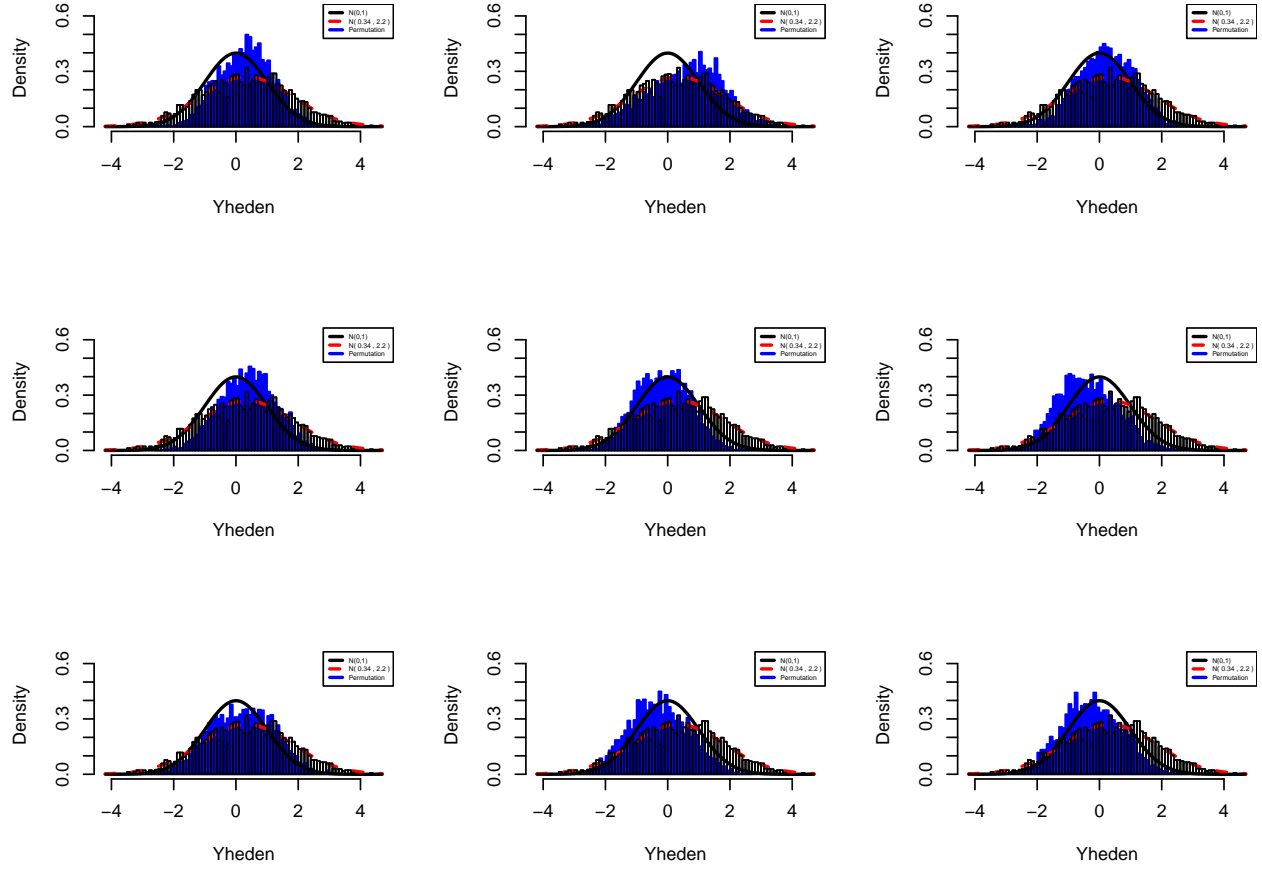 N(0,1)
N( 0.34 , 2.2 )
Permutation
Density
0.0 0.3 0.6
−4 −2 0 2 4
Yheden
N(0,1)
N( 0.34 , 2.2 )
Permutation
Density
0.0 0.3 0.6
−4 −2 0 2 4
Yheden
N(0,1)
N( 0.34 , 2.2 )
Permutation
Density
0.0 0.3 0.6
−4 −2 0 2 4
Yheden
N(0,1)
N( 0.34 , 2.2 )
Permutation
Density
0.0 0.3 0.6
−4 −2 0 2 4
Yheden
N(0,1)
N( 0.34 , 2.2 )
Permutation
Density
0.0 0.3 0.6
−4 −2 0 2 4
Yheden
N(0,1)
N( 0.34 , 2.2 )
Permutation
Density
0.0 0.3 0.6
−4 −2 0 2 4
Yheden
N(0,1)
N( 0.34 , 2.2 )
Permutation
Density
0.0 0.3 0.6
−4 −2 0 2 4
Yheden
N(0,1)
N( 0.34 , 2.2 )
Permutation
Density
0.0 0.3 0.6
−4 −2 0 2 4
Yheden
N(0,1)
N( 0.34 , 2.2 )
Permutation
Density
0.0 0.3 0.6
−4 −2 0 2 4
Yheden